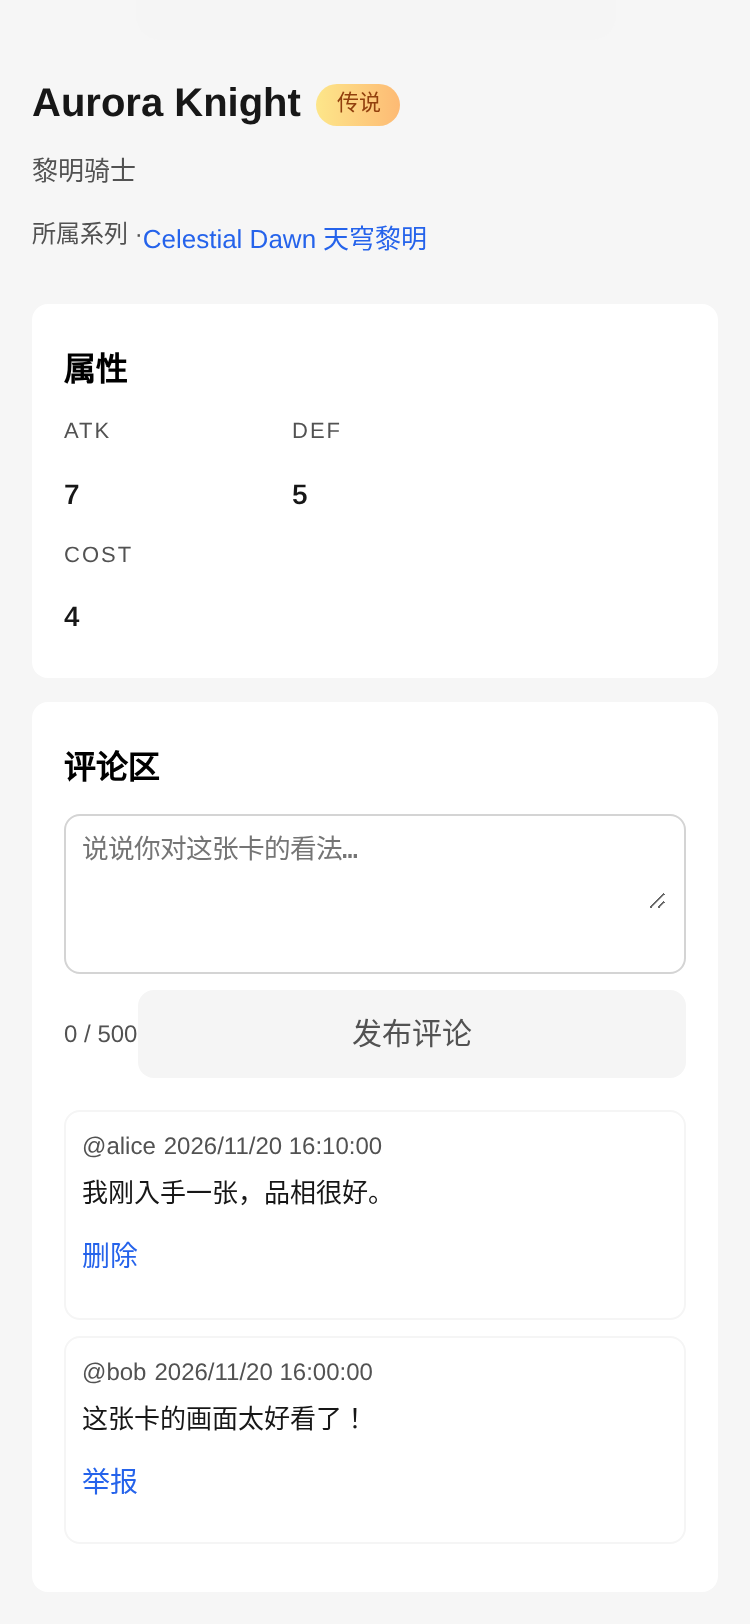 Aurora Knight 传说
黎明骑士
所属系列 ·Celestial Dawn 天穹黎明
属性
ATK DEF
7 5
COST
4
评论区
说说你对这张卡的看法…
0 / 500 发布评论
@alice 2026/11/20 16:10:00
我刚入手一张，品相很好。
删除
@bob 2026/11/20 16:00:00
这张卡的画面太好看了！
举报